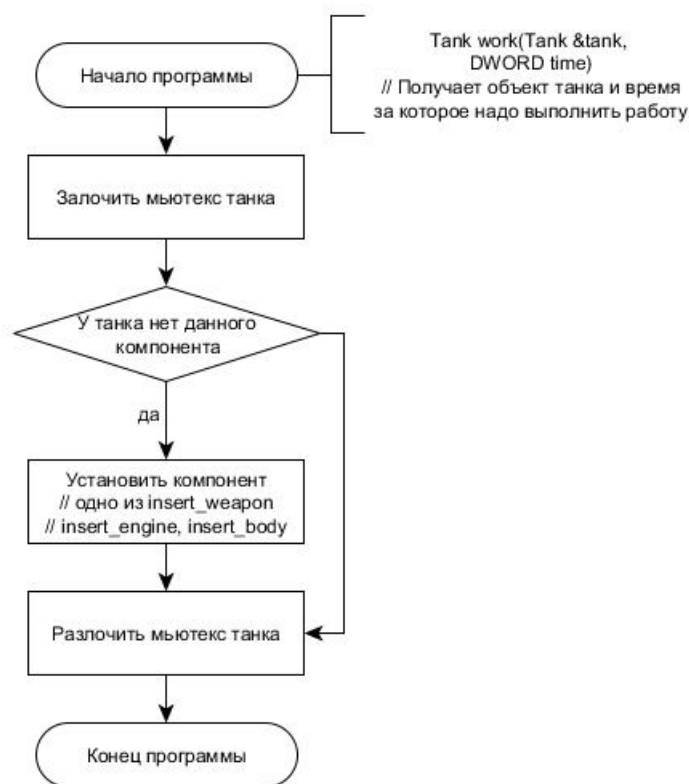 Начало программы
Tank work(Tank &tank,
DWORD time)
// Получает объект танка и время
за которое надо выполнить работу
Залочить мьютекс танка
У танка нет данного
компонента
да
Установить компонент
// одно из insert_weapon
// insert_engine, insert_body
Разлочить мьютекс танка
Конец программы